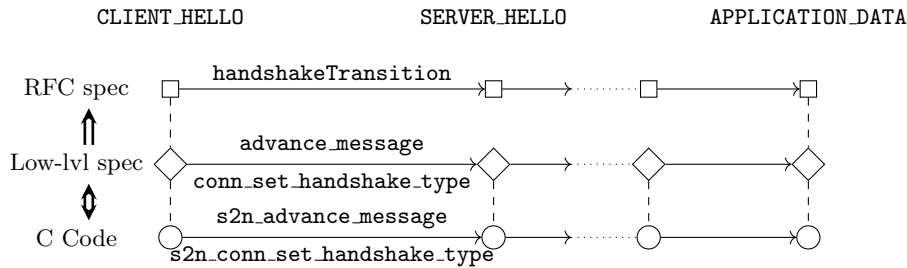 CLIENT_HELLO SERVER_HELLO APPLICATION_DATA
RFC spec handshakeTransition
advance_message
Low-lvl spec
conn_set_handshake_type
s2n_advance_message
C Code
s2n_conn_set_handshake_type